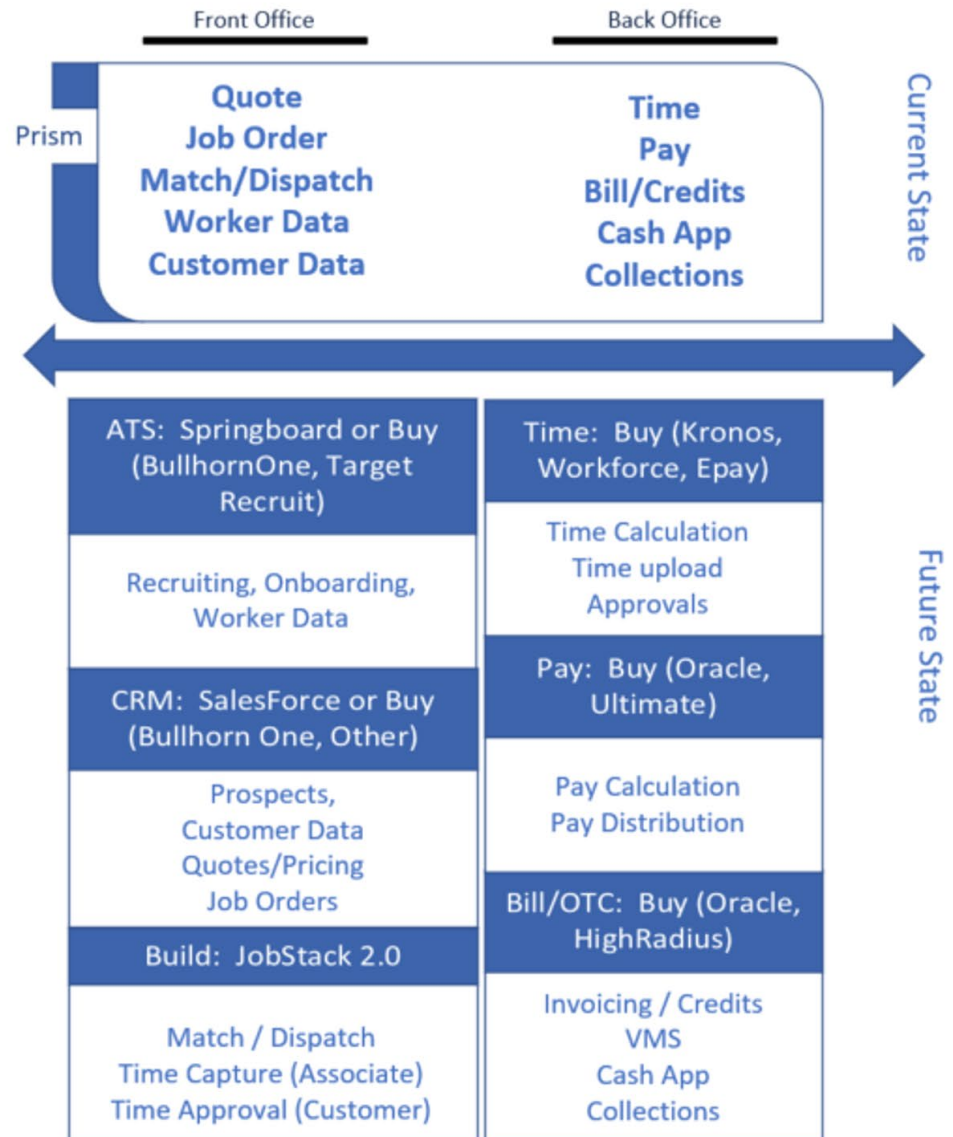 Front Office
Back Office
Prism
Quote
Job Order
Match/Dispatch
Worker Data
Customer Data
Time
Pay
Bill/Credits
Cash App
Collections
Current State
ATS: Springboard or Buy
(BullhornOne, Target
Recruit)
Recruiting, Onboarding,
Worker Data
CRM: SalesForce or Buy
(Bullhorn One, Other)
Prospects,
Customer Data
Quotes/Pricing
Job Orders
Build: JobStack 2.0
Match / Dispatch
Time Capture (Associate)
Time Approval (Customer)
Time: Buy (Kronos,
Workforce, Epay)
Time Calculation
Time upload
Approvals
Pay: Buy (Oracle,
Ultimate)
Pay Calculation
Pay Distribution
Bill/OTC: Buy (Oracle,
HighRadius)
Invoicing / Credits
VMS
Cash App
Collections
Future State